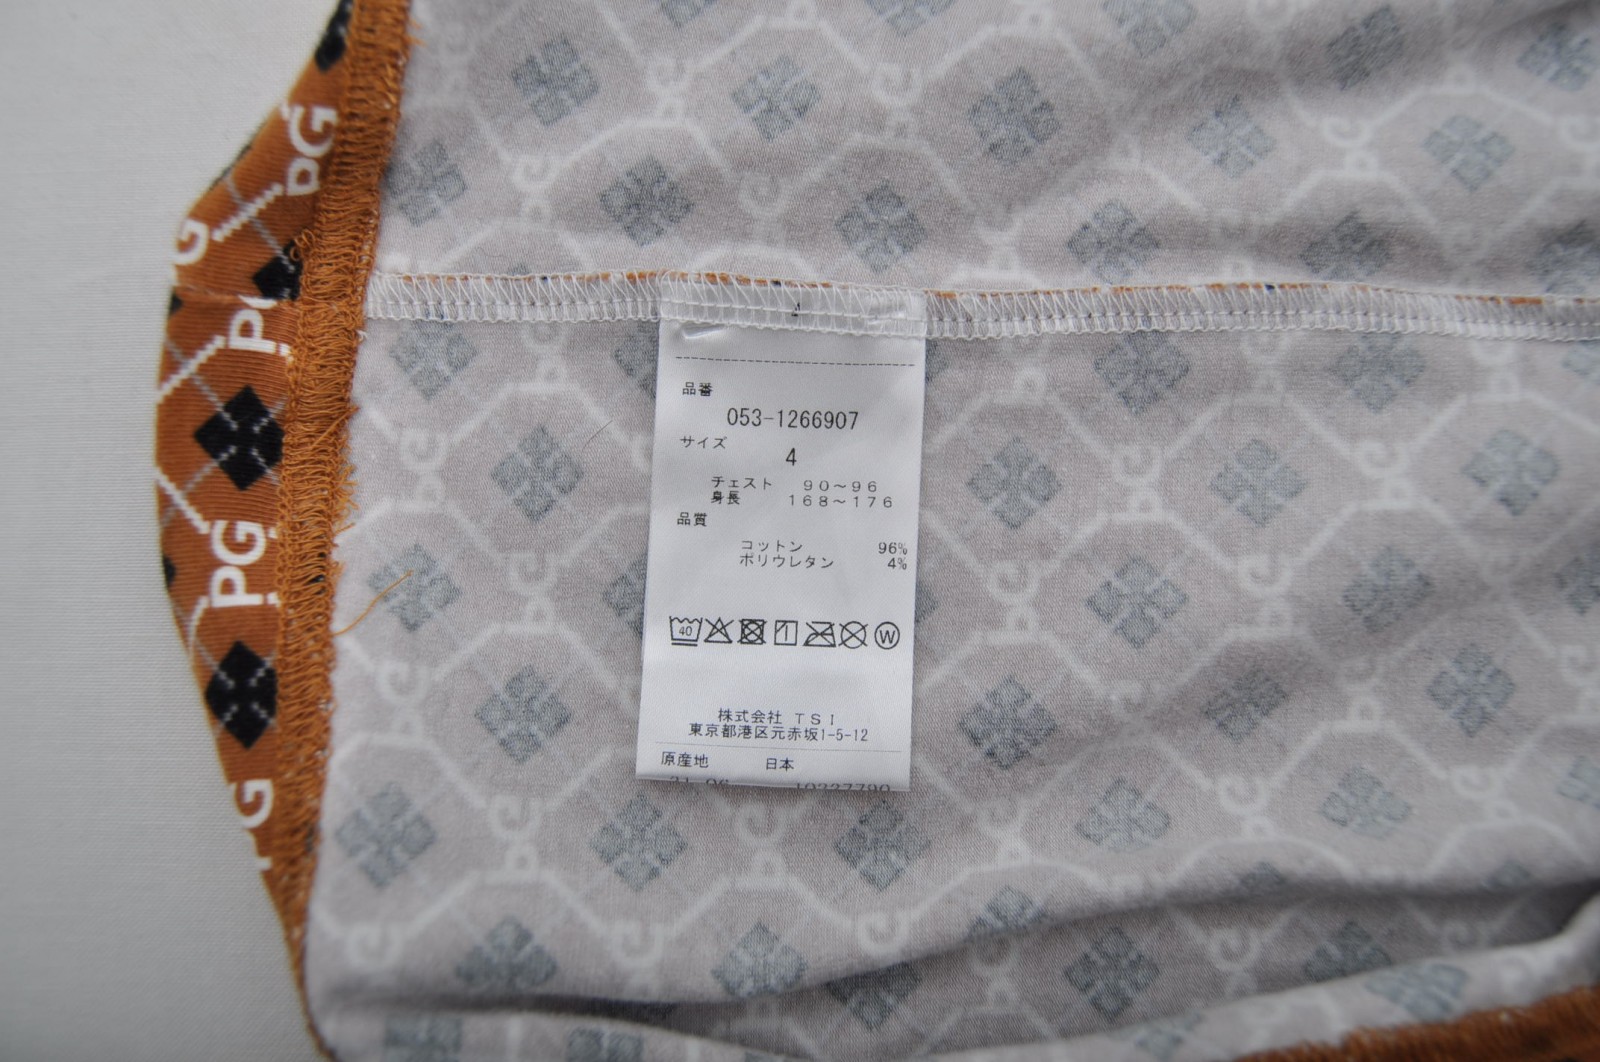 品番
053-1266907
サイズ
4
チェスト 90～96
身長 168～176
品質
コットン 96%
ポリウレタン 4%
40
W
株式会社 TSI
東京都港区元赤坂1-5-12
原産地 日本
PG
PG
PG